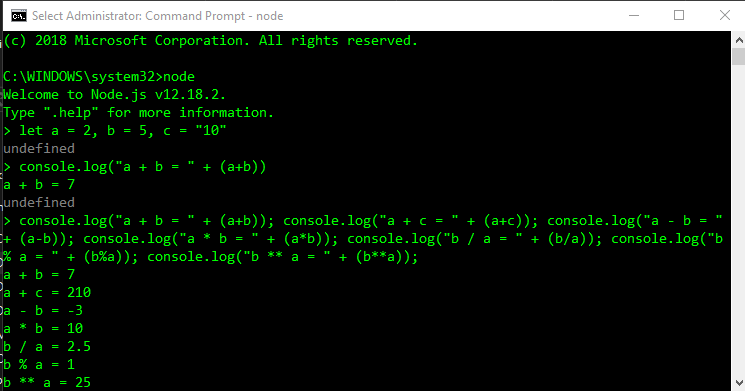 Select Administrator: Command Prompt - node
(c) 2018 Microsoft Corporation. All rights reserved.
C:\WINDOWS\system32>node
Welcome to Node.js v12.18.2.
Type ".help" for more information.
> let a = 2, b = 5, c = "10"
undefined
> console.log("a + b = " + (a+b))
a + b = 7
undefined
> console.log("a + b = " + (a+b)); console.log("a + c = " + (a+c)); console.log("a - b = "
+ (a-b)); console.log("a * b = " + (a*b)); console.log("b / a = " + (b/a)); console.log("b
% a = " + (b%a)); console.log("b ** a = " + (b**a));
a + b = 7
a + c = 210
a - b = -3
a * b = 10
b / a = 2.5
b % a = 1
b ** a = 25